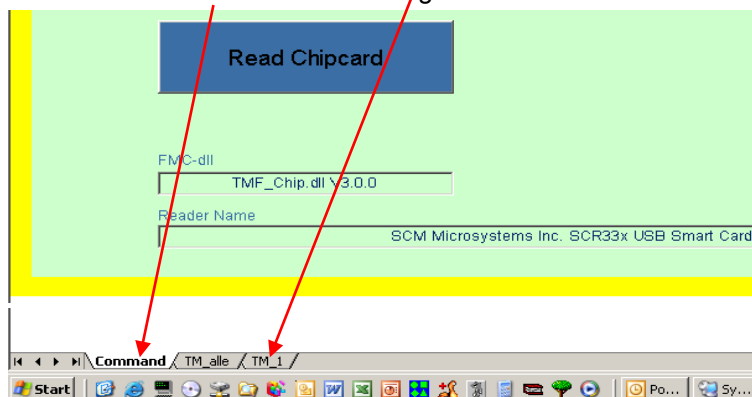 Read Chipcard
FMC-dll
TMF_Chip.dll V3.0.0
Reader Name
SCM Microsystems Inc. SCR33x USB Smart Card
Command TM_alle TM_1
Start Po... Sy...